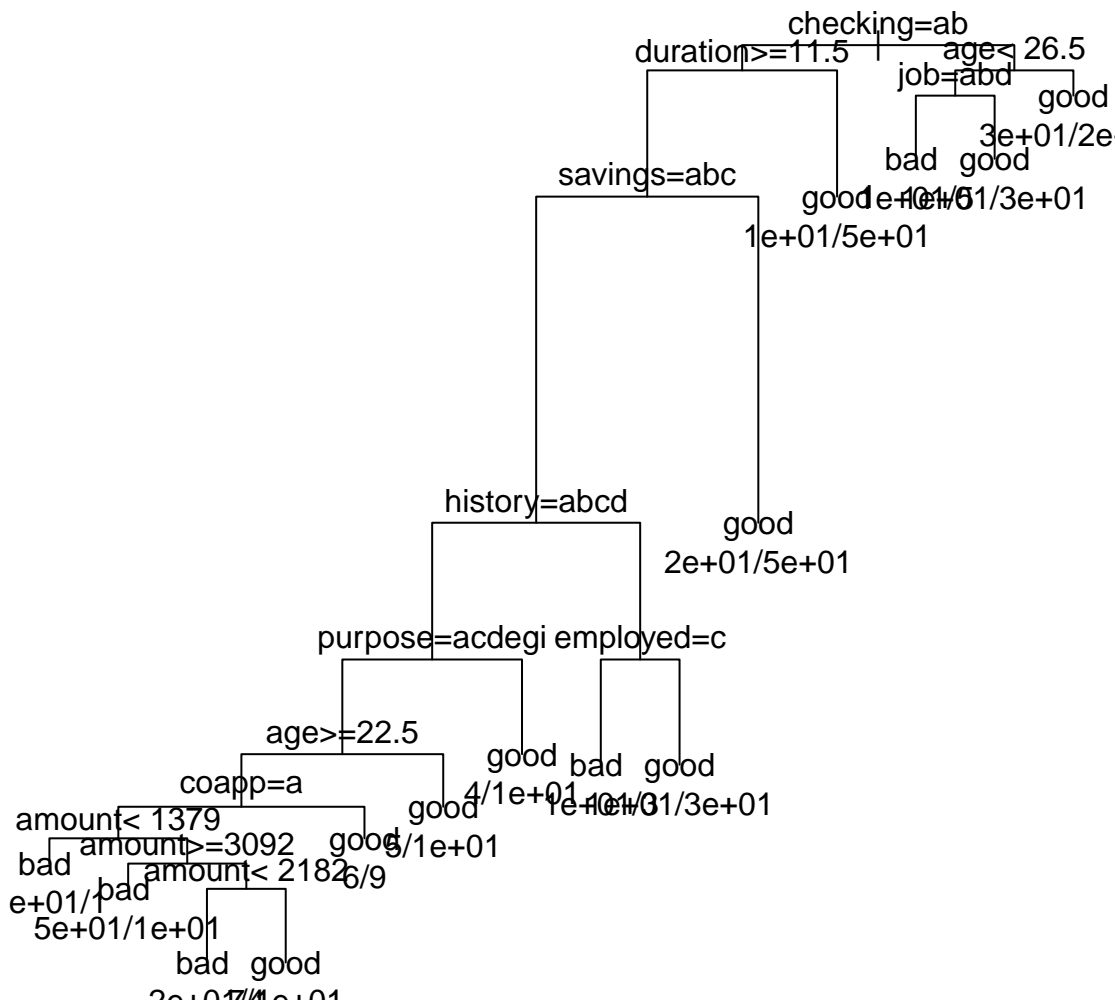 checking=ab
duration>=11.5
age< 26.5
job=abd
good
3e+01/2e
bad
good
savings=abc
good
1e+01/5e+01
history=abcd
good
2e+01/5e+01
purpose=acdegi
employed=c
age>=22.5
good
4/1e+01
bad
good
coapp=a
good
5/1e+01
amount< 1379
amount>=3092
good
6/9
bad
amount< 2182
bad
5e+01/1e+01
bad
good